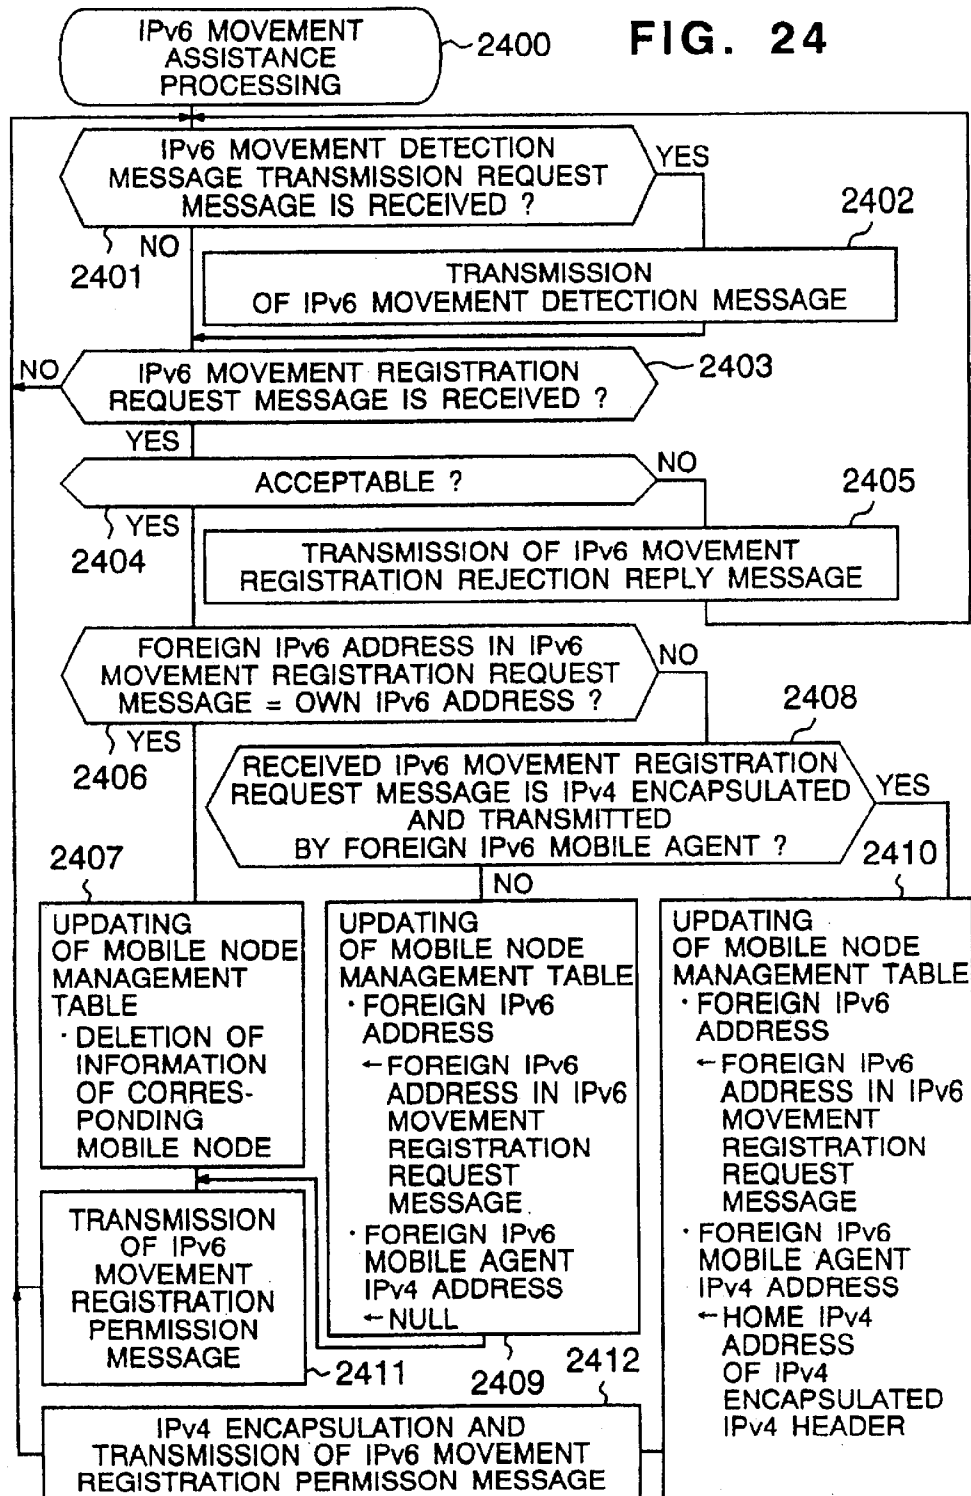 IPv6 MOVEMENT
ASSISTANCE
PROCESSING
2400
FIG. 24
IPv6 MOVEMENT DETECTION
MESSAGE TRANSMISSION REQUEST
MESSAGE IS RECEIVED ?
YES
2402
NO
2401
TRANSMISSION
OF IPv6 MOVEMENT DETECTION MESSAGE
NO
IPv6 MOVEMENT REGISTRATION
REQUEST MESSAGE IS RECEIVED ?
2403
YES
ACCEPTABLE ?
NO
2405
YES
2404
TRANSMISSION OF IPv6 MOVEMENT
REGISTRATION REJECTION REPLY MESSAGE
FOREIGN IPv6 ADDRESS IN IPv6
MOVEMENT REGISTRATION REQUEST
MESSAGE = OWN IPv6 ADDRESS ?
NO
2408
YES
2406
RECEIVED IPv6 MOVEMENT REGISTRATION
REQUEST MESSAGE IS IPv4 ENCAPSULATED
AND TRANSMITTED
BY FOREIGN IPv6 MOBILE AGENT ?
YES
2407
2410
NO
UPDATING
OF MOBILE NODE
MANAGEMENT
TABLE
· DELETION OF
INFORMATION
OF CORRES-
PONDING
MOBILE NODE
UPDATING
OF MOBILE NODE
MANAGEMENT TABLE
· FOREIGN IPv6
ADDRESS
← FOREIGN IPv6
ADDRESS IN IPv6
MOVEMENT
REGISTRATION
REQUEST
MESSAGE
· FOREIGN IPv6
MOBILE AGENT
IPv4 ADDRESS
← NULL
UPDATING
OF MOBILE NODE
MANAGEMENT TABLE
· FOREIGN IPv6
ADDRESS
← FOREIGN IPv6
ADDRESS IN IPv6
MOVEMENT
REGISTRATION
REQUEST
MESSAGE
· FOREIGN IPv6
MOBILE AGENT
IPv4 ADDRESS
← HOME IPv4
ADDRESS
OF IPv4
ENCAPSULATED
IPv4 HEADER
TRANSMISSION
OF IPv6
MOVEMENT
REGISTRATION
PERMISSION
MESSAGE
2411
2409
2412
IPv4 ENCAPSULATION AND
TRANSMISSION OF IPv6 MOVEMENT
REGISTRATION PERMISSON MESSAGE